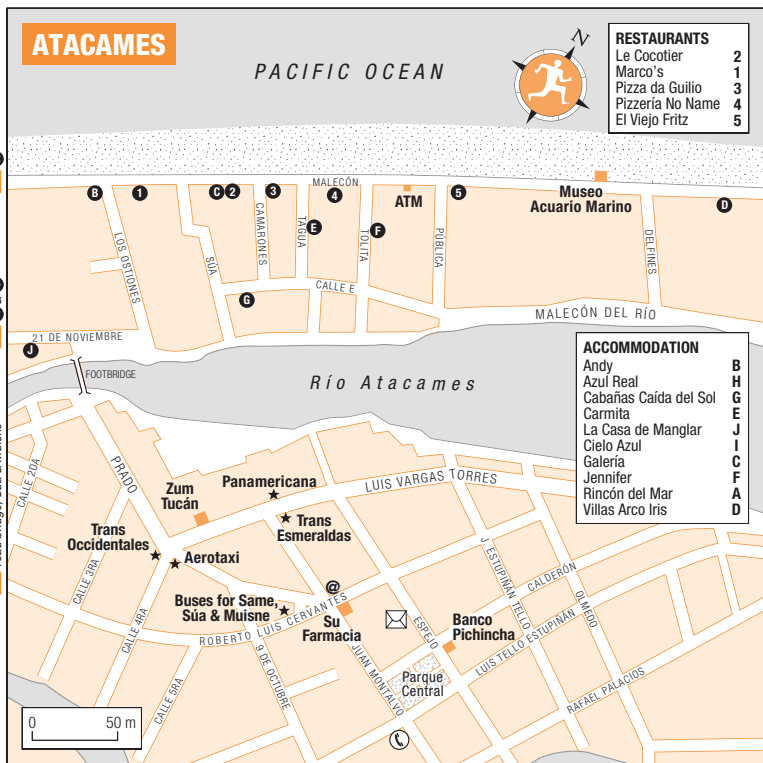 ATACAMES
PACIFIC OCEAN
N
RESTAURANTS
Le Cocotier 2
Marco's 1
Pizza da Guilio 3
Pizzería No Name 4
El Viejo Fritz 5
MALECÓN
B
1
C
2
3
4
ATM
5
Museo
Acuario Marino
D
LOS OSTIONES
SÚA
CAMARONES
TAGUA
E
TOLITA
F
PÚBLICA
DELFINES
G
CALLE E
MALECÓN DEL RÍO
21 DE NOVIEMBRE
J
FOOTBRIDGE
Río Atacames
ACCOMMODATION
Andy B
Azul Real H
Cabañas Caída del Sol G
Carmita E
La Casa de Manglar J
Cielo Azul I
Galería C
Jennifer F
Rincón del Mar A
Villas Arco Iris D
CALLE 2DA
PRADO
Zum
Tucán
Panamericana
LUIS VARGAS TORRES
Trans
Esmeraldas
Trans
Occidentales
Aerotaxi
CALLE 3RA
CALLE 4RA
CALLE 5RA
Buses for Same,
Súa & Muisne
@
ROBERTO LUIS CERVANTES
Su
Farmacia
9 DE OCTUBRE
JUAN MONTALVO
ESPEJO
Banco
Pichincha
J. ESTUPIÑÁN TELLO
CALDERÓN
OLMEDO
LUIS TELLO ESTUPIÑÁN
Parque
Central
RAFAEL PALACIOS
0 50 m